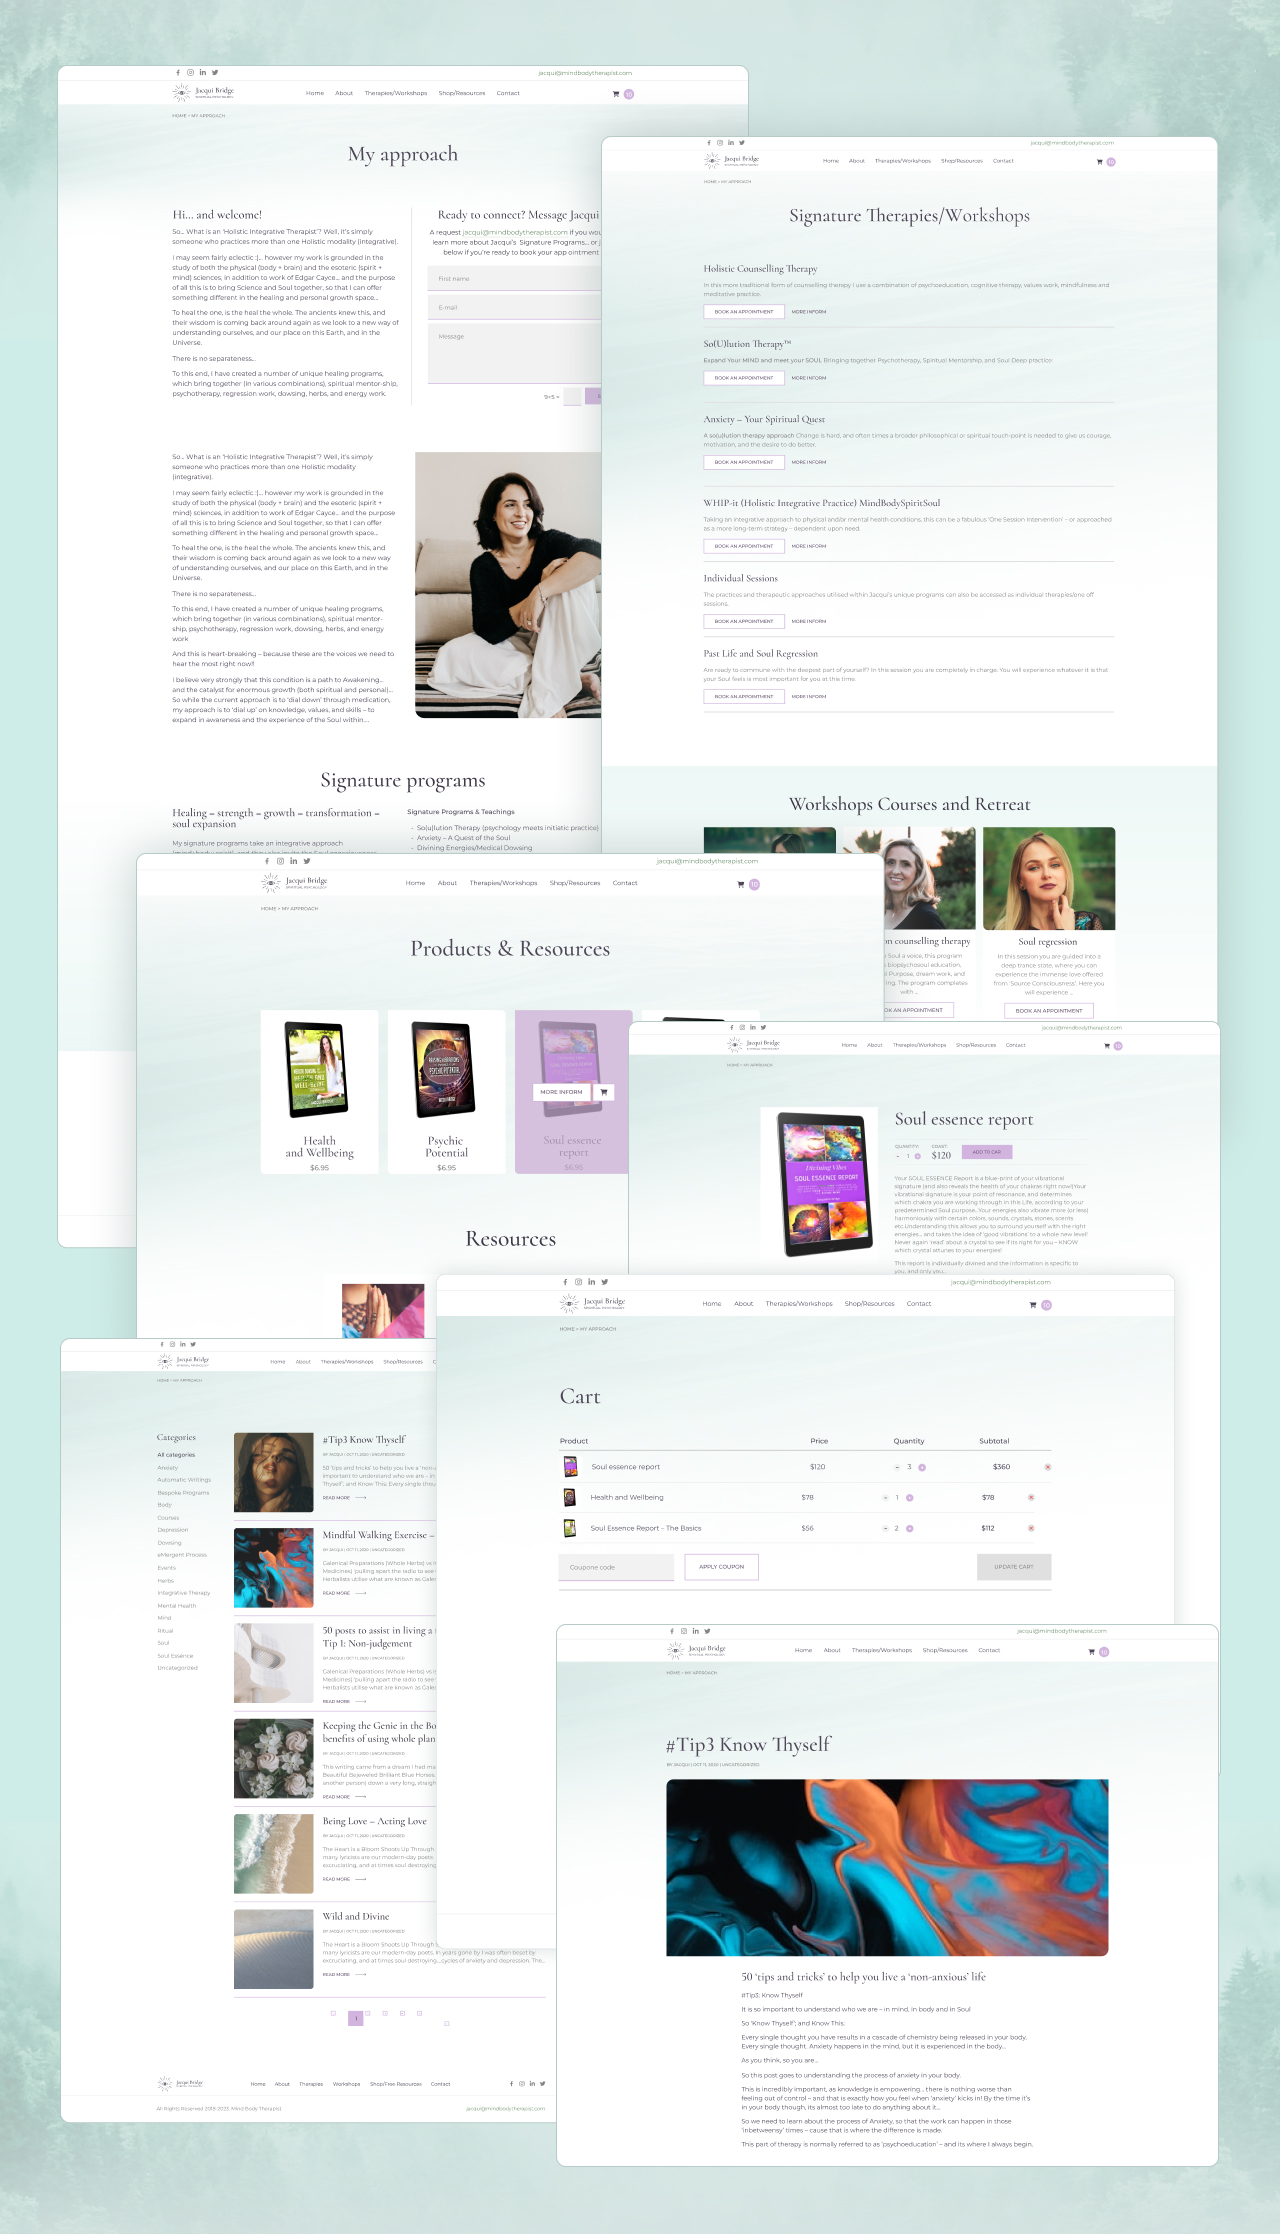 jacqui@mindbodytherapist.com
Jacqui Bridge
Home About Therapies/Workshops Shop/Resources Contact
10
HOME > MY APPROACH
My approach
Hi... and welcome!
So... What is an 'Holistic Integrative Therapist'? Well, it's simply
someone who practices more than one Holistic modality (integrative).
I may seem fairly eclectic :)... however my work is grounded in the
study of both the physical (body + brain) and the esoteric (spirit +
mind) sciences, in addition to work of Edgar Cayce... and the purpose
of all this is to bring Science and Soul together, so that I can offer
something different in the healing and personal growth space...
To heal the one, is the heal the whole. The ancients knew this, and
their wisdom is coming back around again as we look to a new way of
understanding ourselves, and our place on this Earth, and in the
Universe.
There is no separateness...
To this end, I have created a number of unique healing programs,
which bring together (in various combinations), spiritual mentor-ship,
psychotherapy, regression work, dowsing, herbs, and energy work.
Ready to connect? Message Jacqui
A request jacqui@mindbodytherapist.com if you wou
learn more about Jacqui's Signature Programs... or j
below if you're ready to book your app ointment
First name
E-mail
Message
9+5 =
So... What is an 'Holistic Integrative Therapist'? Well, it's simply
someone who practices more than one Holistic modality
(integrative).
I may seem fairly eclectic :)... however my work is grounded in the
study of both the physical (body + brain) and the esoteric (spirit +
mind) sciences, in addition to work of Edgar Cayce... and the purpose
of all this is to bring Science and Soul together, so that I can offer
something different in the healing and personal growth space...
To heal the one, is the heal the whole. The ancients knew this, and
their wisdom is coming back around again as we look to a new way
of understanding ourselves, and our place on this Earth, and in the
Universe.
There is no separateness...
To this end, I have created a number of unique healing programs,
which bring together (in various combinations), spiritual mentor-
ship, psychotherapy, regression work, dowsing, herbs, and energy
work
And this is heart-breaking – because these are the voices we need to
hear the most right now!!
I believe very strongly that this condition is a path to Awakening...
and the catalyst for enormous growth (both spiritual and personal)...
So while the current approach is to 'dial down' through medication,
my approach is to 'dial up' on knowledge, values, and skills – to
expand in awareness and the experience of the Soul within....
Signature programs
Healing – strength – growth – transformation –
soul expansion
My signature programs take an integrative approach
Signature Programs & Teachings
- So(u)lution Therapy (psychology meets initiatic practice)
- Anxiety – A Quest of the Soul
- Divining Energies/Medical Dowsing
jacqui@mindbodytherapist.com
Jacqui Bridge
Home About Therapies/Workshops Shop/Resources Contact
10
HOME > MY APPROACH
Signature Therapies/Workshops
Holistic Counselling Therapy
In this more traditional form of counselling therapy I use a combination of psychoeducation, cognitive therapy, values work, mindfulness and
meditative practice.
BOOK AN APPOINTMENT MORE INFORM
So(U)lution Therapy™
Expand Your MIND and meet your SOUL Bringing together Psychotherapy, Spiritual Mentorship, and Soul Deep practice
BOOK AN APPOINTMENT MORE INFORM
Anxiety – Your Spiritual Quest
A so(u)lution therapy approach Change is hard, and often times a broader philosophical or spiritual touch-point is needed to give us courage,
motivation, and the desire to do better.
BOOK AN APPOINTMENT MORE INFORM
WHIP-it (Holistic Integrative Practice) MindBodySpiritSoul
Taking an integrative approach to physical and/or mental health conditions, this can be a fabulous 'One Session Intervention' – or approached
as a more long-term strategy – dependent upon need.
BOOK AN APPOINTMENT MORE INFORM
Individual Sessions
The practices and therapeutic approaches utilised within Jacqui's unique programs can also be accessed as individual therapies/one off
sessions.
BOOK AN APPOINTMENT MORE INFORM
Past Life and Soul Regression
Are ready to commune with the deepest part of yourself? In this session you are completely in charge. You will experience whatever it is that
your Soul feels is most important for you at this time.
BOOK AN APPOINTMENT MORE INFORM
Workshops Courses and Retreat
on counselling therapy
Soul a voice, this program
biopsychosoul education,
Purpose, dream work, and
ing. The program completes
with ...
OK AN APPOINTMENT
Soul regression
In this session you are guided into a
deep trance state, where you can
experience the immense love offered
from 'Source Consciousness'. Here you
will experience ...
BOOK AN APPOINTMENT
jacqui@mindbodytherapist.com
Jacqui Bridge
SPIRITUAL PSYCHOLOGY
Home About Therapies/Workshops Shop/Resources Contact
10
HOME > MY APPROACH
Products & Resources
Health
and Wellbeing
$6.95
PSYCHIC POTENTIAL
Psychic
Potential
$6.95
MORE INFORM
Soul essence
report
$6.95
Resources
jacqui@mindbodytherapist.com
Jacqui Bridge
Home About Therapies/Workshops Shop/Resources Contact
10
HOME > MY APPROACH
Divining Vibes
SOUL ESSENCE REPORT
Soul essence report
QUANTITY: COAST:
- 1 + $120 ADD TO CAR
Your SOUL ESSENCE Report is a blue-print of your vibrational
signature (and also reveals the health of your chakras right now!)Your
vibrational signature is your point of resonance, and determines
which chakra you are working through in this Life, according to your
predetermined Soul purpose. Your energies also vibrate more (or less)
harmoniously with certain colors, sounds, crystals, stones, scents
etc.Understanding this allows you to surround yourself with the right
energies... and takes the idea of 'good vibrations' to a whole new level!
Never again 'read' about a crystal to see if its right for you – KNOW
which crystal attunes to your energies!
This report is individually divined and the information is specific to
you, and only you...
jacqui@mindbodytherapist.com
Jacqui Bridge
Home About Therapies/Workshops Shop/Resources Contact
10
HOME > MY APPROACH
Cart
Product Price Quantity Subtotal
Soul essence report $120 - 3 + $360
Health and Wellbeing $78 - 1 + $78
Soul Essence Report - The Basics $56 - 2 + $112
Coupone code APPLY COUPON UPDATE CART
Jacqui Bridge
Home About Therapies/Workshops Shop/Resources C
HOME > MY APPROACH
Categories
All categories
Anxiety
Automatic Writings
Bespoke Programs
Body
Courses
Depression
Dowsing
eMergent Process
Events
Herbs
Integrative Therapy
Mental Health
Mind
Ritual
Soul
Soul Essence
Uncategorized
#Tip3 Know Thyself
BY JACQUI | OCT 11, 2020 | UNCATEGORIZED
50 'tips and tricks' to help you live a 'non-
important to understand who we are – in
Thyself'; and Know This. Every single thou
READ MORE
Mindful Walking Exercise –
BY JACQUI | OCT 11, 2020 | UNCATEGORIZED
Galenical Preparations (Whole Herbs) vs
Medicines) 'pulling apart the radio to see
Herbalists utilise what are known as Galen
READ MORE
50 posts to assist in living a
Tip 1: Non-judgement
BY JACQUI | OCT 11, 2020 | UNCATEGORIZED
Galenical Preparations (Whole Herbs) vs
Medicines) 'pulling apart the radio to see
Herbalists utilise what are known as Galen
READ MORE
Keeping the Genie in the Bo
benefits of using whole plan
BY JACQUI | OCT 11, 2020 | UNCATEGORIZED
This writing came from a dream I had ma
Beautiful Bejewered Brilliant Blue Horses
another person) down a very long, straigh
READ MORE
Being Love – Acting Love
BY JACQUI | OCT 11, 2020 | UNCATEGORIZED
The Heart is a Bloom Shoots Up Through
many lyricists are our modern-day poets
excruciating, and at times soul destroying
READ MORE
Wild and Divine
BY JACQUI | OCT 11, 2020 | UNCATEGORIZED
The Heart is a Bloom Shoots Up Through
many lyricists are our modern-day poets. In years gone by I was often beset by
excruciating, and at times soul destroying....cycles of anxiety and depression. The...
READ MORE
1
Jacqui Bridge
Home About Therapies Workshops Shop/Free Resources Contact
All Rights Reserved 2019-2023. Mind Body Therapist.
jacqui@mindbodytherapist.com
jacqui@mindbodytherapist.com
Jacqui Bridge
Home About Therapies/Workshops Shop/Resources Contact
10
HOME > MY APPROACH
#Tip3 Know Thyself
BY JACQUI | OCT 11, 2020 | UNCATEGORIZED
50 'tips and tricks' to help you live a 'non-anxious' life
#Tip3: Know Thyself
It is so important to understand who we are – in mind, in body and in Soul
So 'Know Thyself'; and Know This.
Every single thought you have results in a cascade of chemistry being released in your body.
Every single thought. Anxiety happens in the mind, but it is experienced in the body...
As you think, so you are...
So this post goes to understanding the process of anxiety in your body.
This is incredibly important, as knowledge is empowering... there is nothing worse than
feeling out of control – and that is exactly how you feel when 'anxiety' kicks in! By the time it's
in your body though, its almost too late to do anything about it...
So we need to learn about the process of Anxiety, so that the work can happen in those
'inbetweensy' times – cause that is where the difference is made.
This part of therapy is normally referred to as 'psychoeducation' – and its where I always begin.